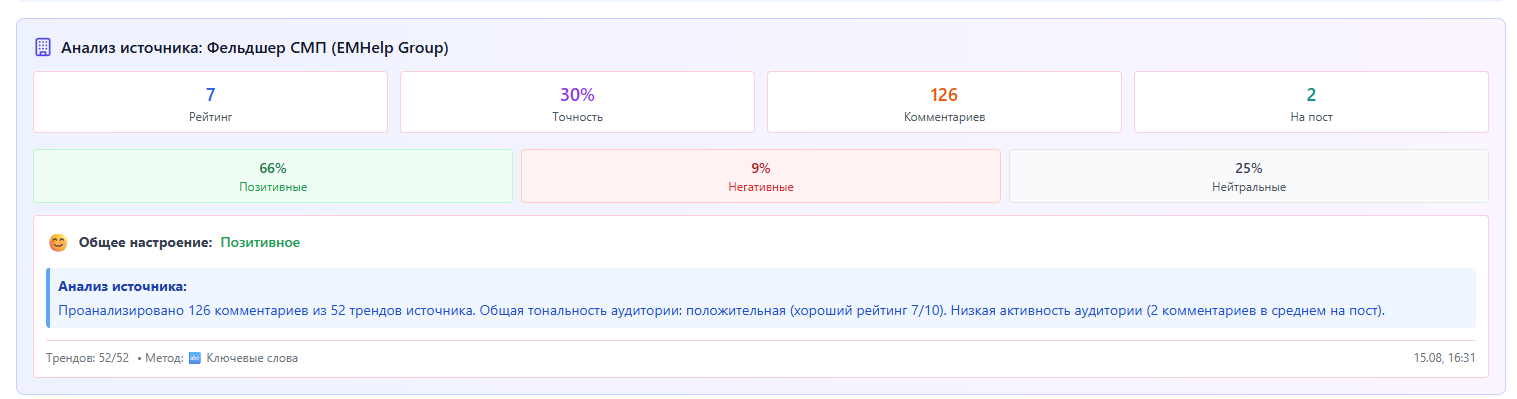 Анализ источника: Фельдшер СМП (EMHelp Group)
7
Рейтинг
30%
Точность
126
Комментариев
2
На пост
66%
Позитивные
9%
Негативные
25%
Нейтральные
Общее настроение: Позитивное
Анализ источника:
Проанализировано 126 комментариев из 52 трендов источника. Общая тональность аудитории: положительная (хороший рейтинг 7/10). Низкая активность аудитории (2 комментариев в среднем на пост).
Трендов: 52/52 • Метод: abc Ключевые слова
15.08, 16:31